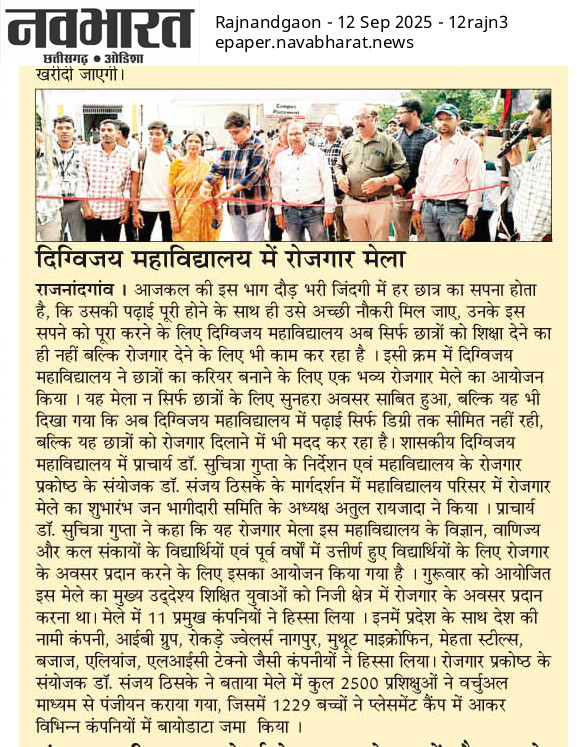 नवभारत
छत्तीसगढ़ • ओडिशा
Rajnandgaon - 12 Sep 2025 - 12rajn3
epaper.navabharat.news
खरीदी जाएगी।
Campus
Placement
दिग्विजय महाविद्यालय में रोजगार मेला
राजनांदगांव । आजकल की इस भाग दौड़ भरी जिंदगी में हर छात्र का सपना होता
है, कि उसकी पढ़ाई पूरी होने के साथ ही उसे अच्छी नौकरी मिल जाए, उनके इस
सपने को पूरा करने के लिए दिग्विजय महाविद्यालय अब सिर्फ छात्रों को शिक्षा देने का
ही नहीं बल्कि रोजगार देने के लिए भी काम कर रहा है । इसी क्रम में दिग्विजय
महाविद्यालय ने छात्रों का करियर बनाने के लिए एक भव्य रोजगार मेले का आयोजन
किया । यह मेला न सिर्फ छात्रों के लिए सुनहरा अवसर साबित हुआ, बल्कि यह भी
दिखा गया कि अब दिग्विजय महाविद्यालय में पढ़ाई सिर्फ डिग्री तक सीमित नहीं रही,
बल्कि यह छात्रों को रोजगार दिलाने में भी मदद कर रहा है। शासकीय दिग्विजय
महाविद्यालय में प्राचार्य डॉ. सुचित्रा गुप्ता के निर्देशन एवं महाविद्यालय के रोजगार
प्रकोष्ठ के संयोजक डॉ. संजय ठिसके के मार्गदर्शन में महाविद्यालय परिसर में रोजगार
मेले का शुभारंभ जन भागीदारी समिति के अध्यक्ष अतुल रायजादा ने किया । प्राचार्य
डॉ. सुचित्रा गुप्ता ने कहा कि यह रोजगार मेला इस महाविद्यालय के विज्ञान, वाणिज्य
और कल संकायों के विद्यार्थियों एवं पूर्व वर्षों में उत्तीर्ण हुए विद्यार्थियों के लिए रोजगार
के अवसर प्रदान करने के लिए इसका आयोजन किया गया है । गुरूवार को आयोजित
इस मेले का मुख्य उद्देश्य शिक्षित युवाओं को निजी क्षेत्र में रोजगार के अवसर प्रदान
करना था। मेले में 11 प्रमुख कंपनियों ने हिस्सा लिया । इनमें प्रदेश के साथ देश की
नामी कंपनी, आईबी ग्रुप, रोकड़े ज्वेलर्स नागपुर, मुथूट माइक्रोफिन, मेहता स्टील्स,
बजाज, एलियांज, एलआईसी टेक्नो जैसी कंपनीयों ने हिस्सा लिया। रोजगार प्रकोष्ठ के
संयोजक डॉ. संजय ठिसके ने बताया मेले में कुल 2500 प्रशिक्षुओं ने वर्चुअल
माध्यम से पंजीयन कराया गया, जिसमें 1229 बच्चों ने प्लेसमेंट कैंप में आकर
विभिन्न कंपनियों में बायोडाटा जमा किया ।